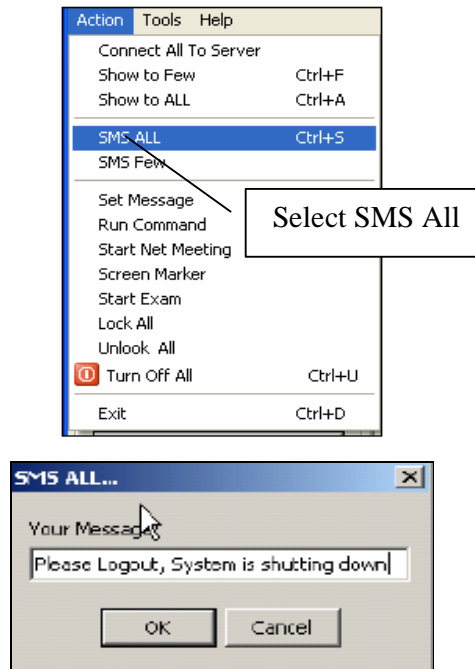 Action Tools Help
Connect All To Server
Show to Few Ctrl+F
Show to ALL Ctrl+A
SMS ALL Ctrl+S
SMS Few
Set Message
Select SMS All
Run Command
Start Net Meeting
Screen Marker
Start Exam
Lock All
Unlook All
Turn Off All Ctrl+U
Exit Ctrl+D
SMS ALL...
Your Message
Please Logout, System is shutting down
OK Cancel